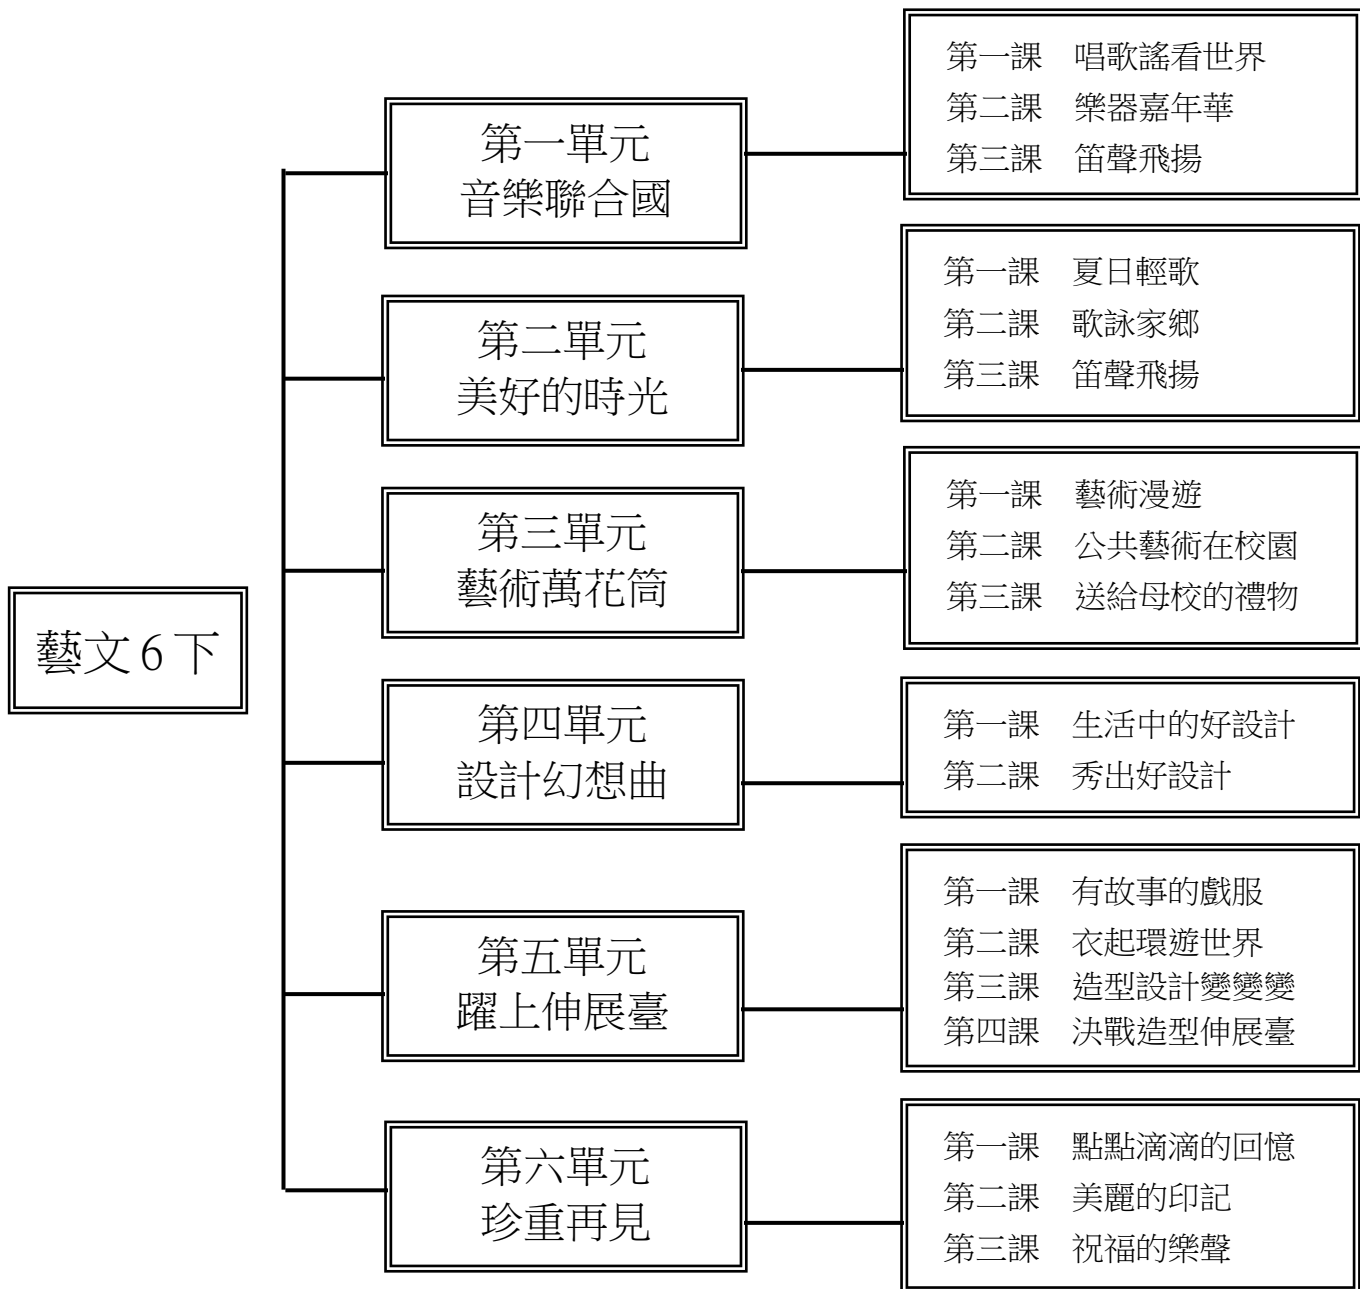 藝文6下
第一單元
音樂聯合國
第一課 唱歌謠看世界
第二課 樂器嘉年華
第三課 笛聲飛揚
第二單元
美好的時光
第一課 夏日輕歌
第二課 歌詠家鄉
第三課 笛聲飛揚
第三單元
藝術萬花筒
第一課 藝術漫遊
第二課 公共藝術在校園
第三課 送給母校的禮物
第四單元
設計幻想曲
第一課 生活中的好設計
第二課 秀出好設計
第五單元
躍上伸展臺
第一課 有故事的戲服
第二課 衣起環遊世界
第三課 造型設計變變變
第四課 決戰造型伸展臺
第六單元
珍重再見
第一課 點點滴滴的回憶
第二課 美麗的印記
第三課 祝福的樂聲